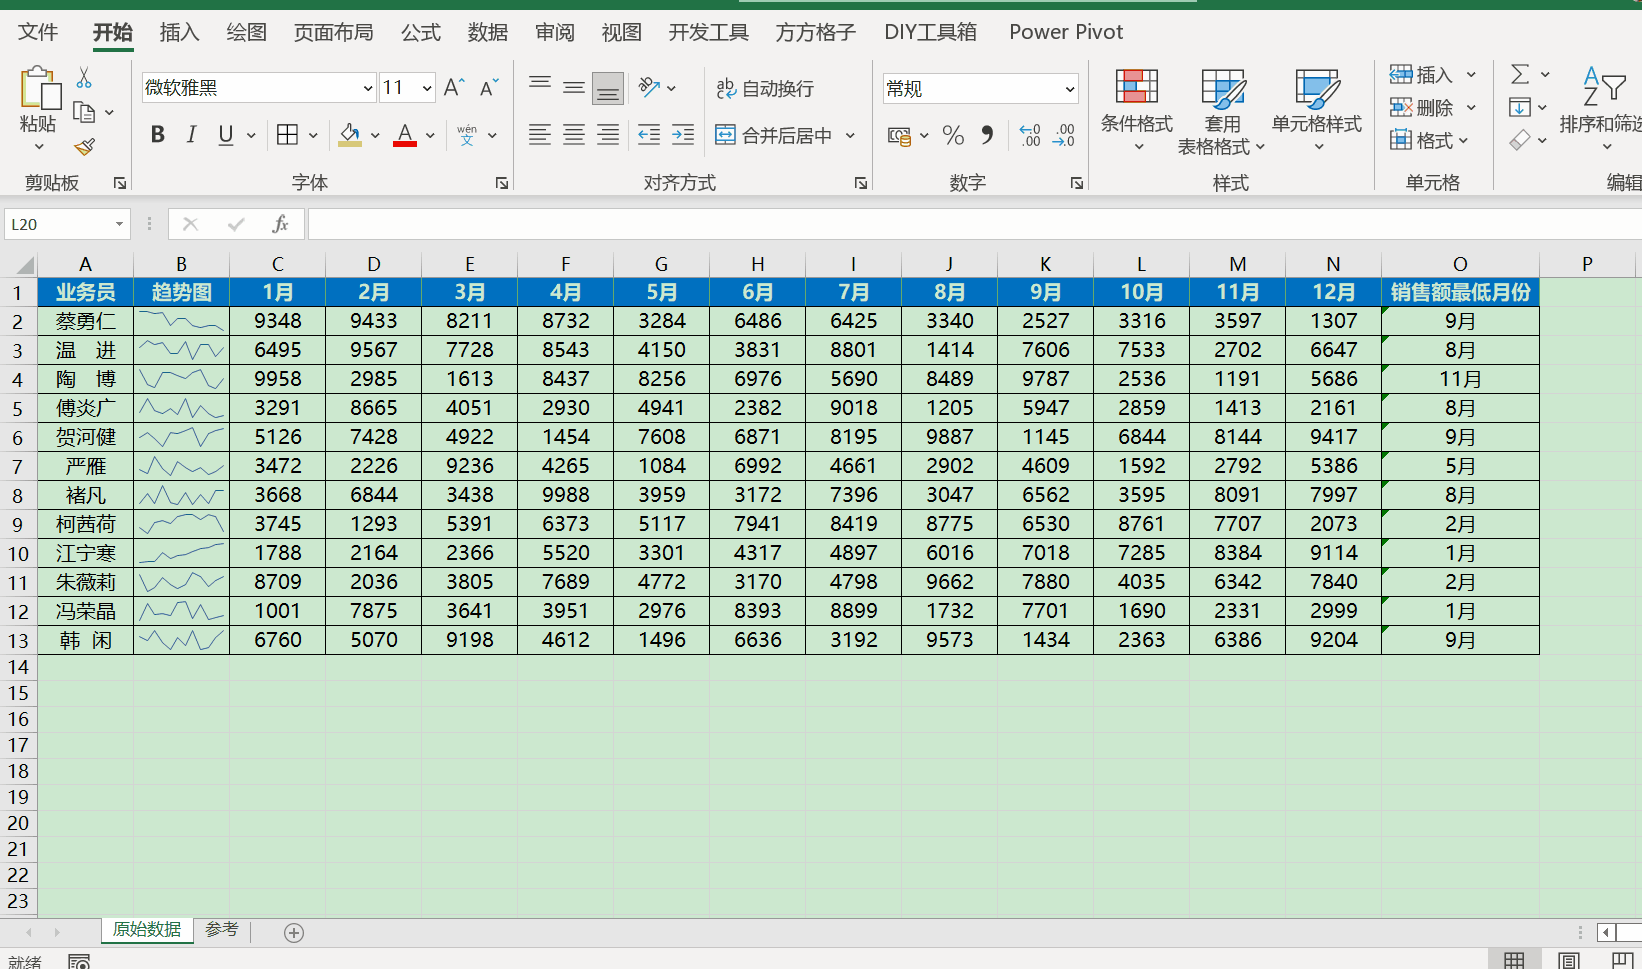 文件 开始 插入 绘图 页面布局 公式 数据 审阅 视图 开发工具 方方格子 DIY工具箱 Power Pivot
微软雅黑 11 A A ab 自动换行 常规 插入 Σ A
Z
粘贴 B I U A wén 文 合并后居中 % , .00 .00 条件格式 套用 表格格式 单元格样式 删除 格式 排序和筛选
剪贴板 字体 对齐方式 数字 样式 单元格 编辑
L20 fx
A B C D E F G H I J K L M N O P
1 业务员 趋势图 1月 2月 3月 4月 5月 6月 7月 8月 9月 10月 11月 12月 销售额最低月份
2 蔡勇仁 9348 9433 8211 8732 3284 6486 6425 3340 2527 3316 3597 1307 9月
3 温 进 6495 9567 7728 8543 4150 3831 8801 1414 7606 7533 2702 6647 8月
4 陶 博 9958 2985 1613 8437 8256 6976 5690 8489 9787 2536 1191 5686 11月
5 傅炎广 3291 8665 4051 2930 4941 2382 9018 1205 5947 2859 1413 2161 8月
6 贺河健 5126 7428 4922 1454 7608 6871 8195 9887 1145 6844 8144 9417 9月
7 严雁 3472 2226 9236 4265 1084 6992 4661 2902 4609 1592 2792 5386 5月
8 褚凡 3668 6844 3438 9988 3959 3172 7396 3047 6562 3595 8091 7997 8月
9 柯茜荷 3745 1293 5391 6373 5117 7941 8419 8775 6530 8761 7707 2073 2月
10 江宁寒 1788 2164 2366 5520 3301 4317 4897 6016 7018 7285 8384 9114 1月
11 朱薇莉 8709 2036 3805 7689 4772 3170 4798 9662 7880 4035 6342 7840 2月
12 冯荣晶 1001 7875 3641 3951 2976 8393 8899 1732 7701 1690 2331 2999 1月
13 韩 闲 6760 5070 9198 4612 1496 6636 3192 9573 1434 2363 6386 9204 9月
14
15
16
17
18
19
20
21
22
23
原始数据 参考
就绪